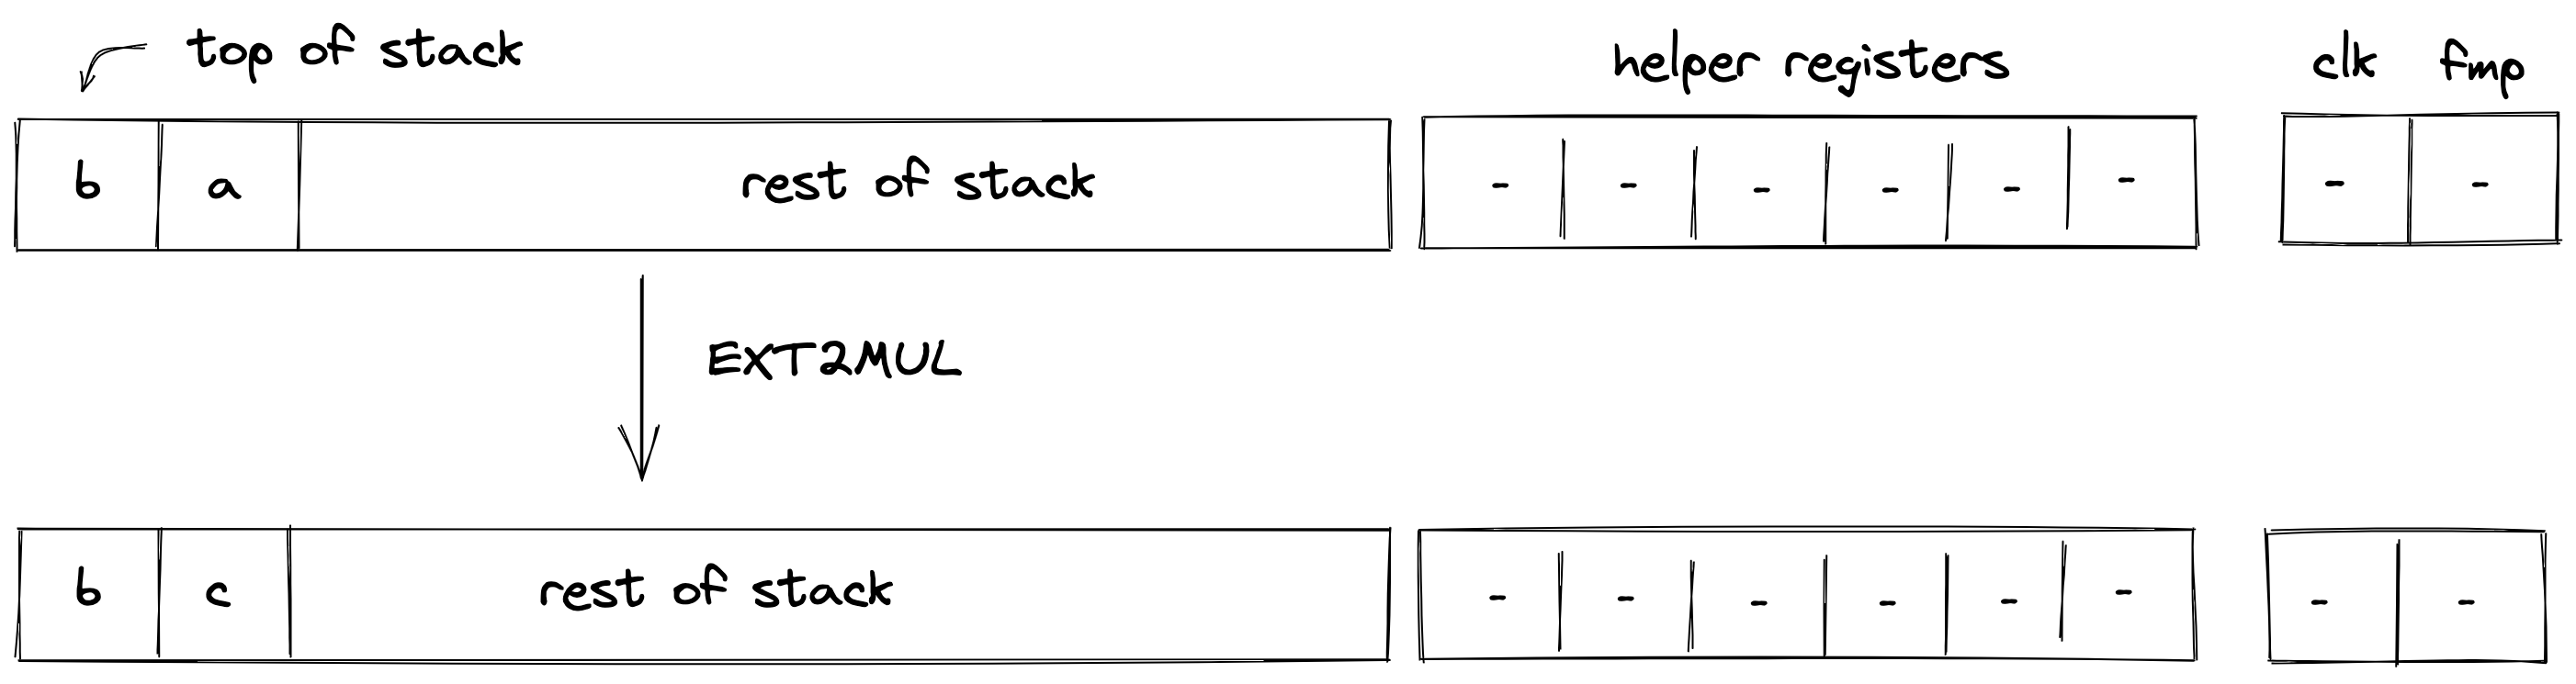 top of stack helper registers clk fmp
b a rest of stack - - - - - - - -
EXT2MUL
b c rest of stack - - - - - - - -